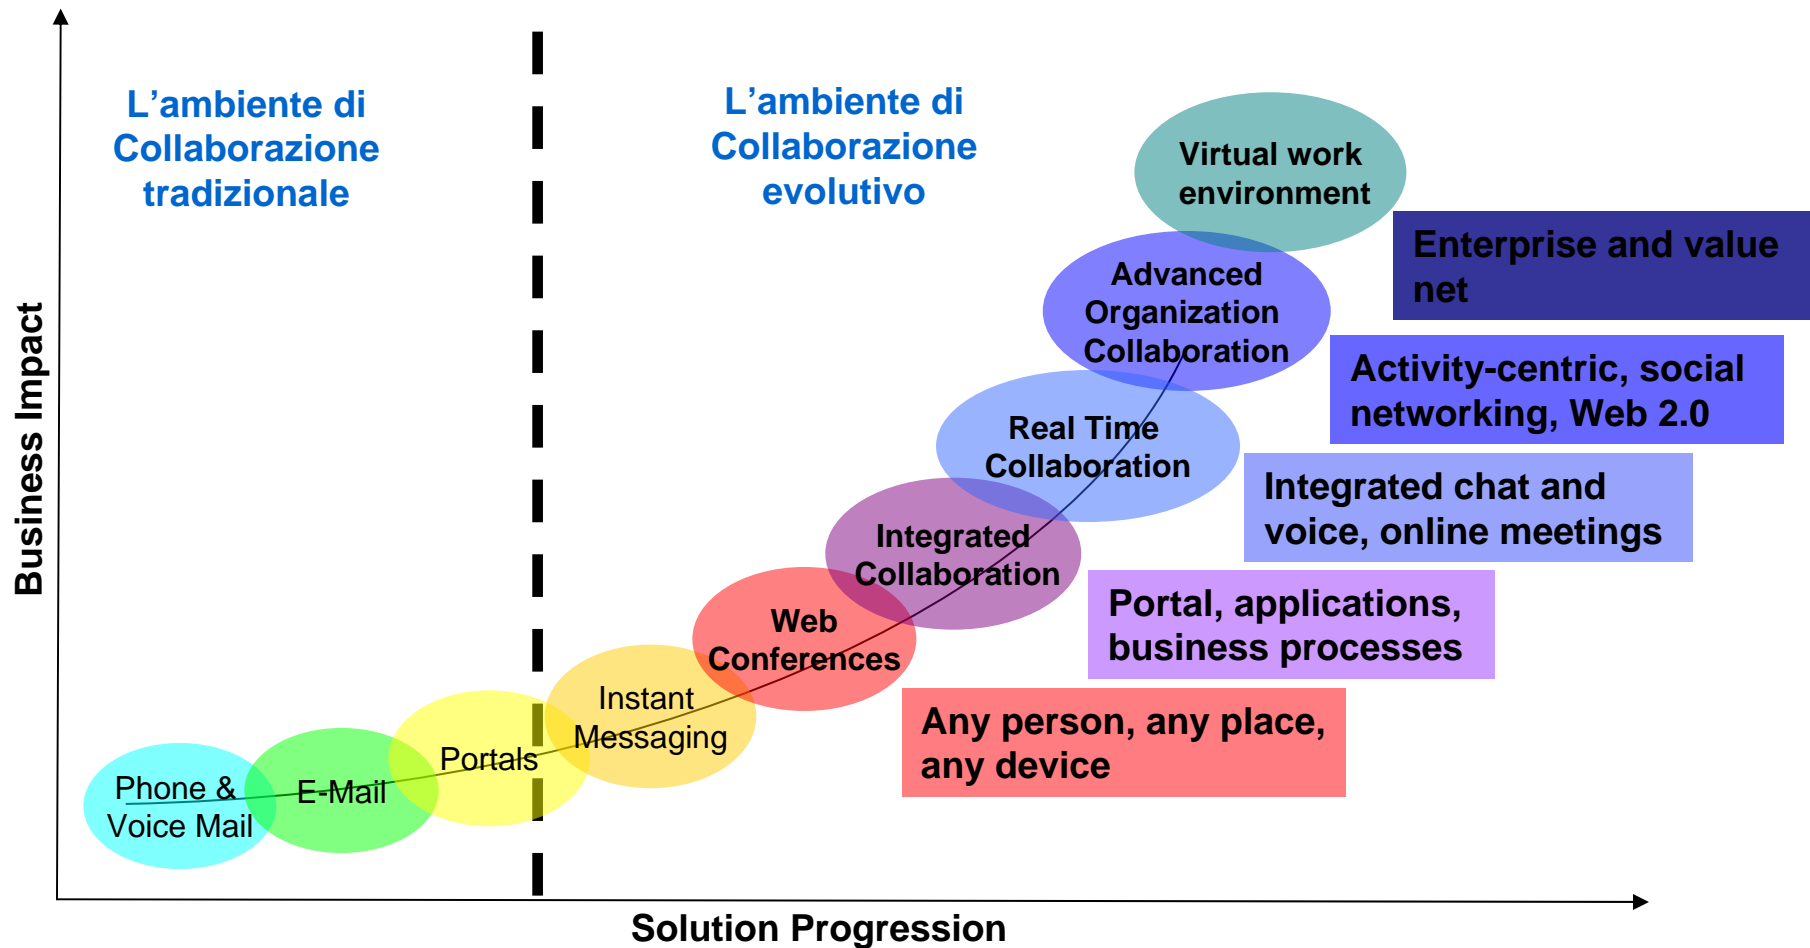 L’ambiente di
Collaborazione
tradizionale
L’ambiente di
Collaborazione
evolutivo
Virtual work
environment
Enterprise and value
net
Advanced
Organization
Collaboration
Activity-centric, social
networking, Web 2.0
Real Time
Collaboration
Integrated chat and
voice, online meetings
Integrated
Collaboration
Portal, applications,
business processes
Web
Conferences
Any person, any place,
any device
Instant
Messaging
Portals
E-Mail
Phone &
Voice Mail
Business Impact
Solution Progression